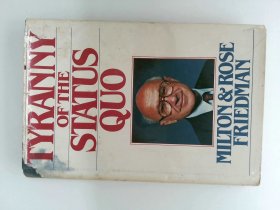 TYRANNY
OF THE
STATUS
QUO
MILTON & ROSE
FRIEDMAN